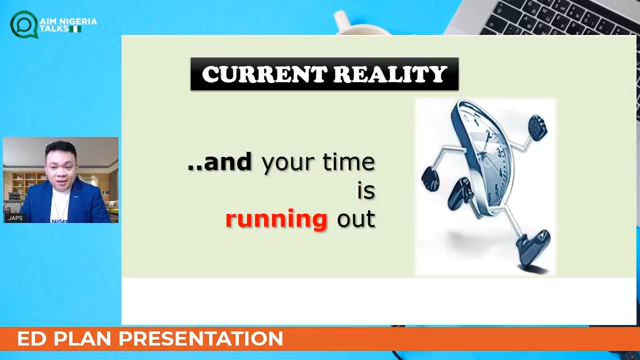 AIM NIGERIA
TALKS
CURRENT REALITY
..and your time
is
running out
JAPS
ED PLAN PRESENTATION